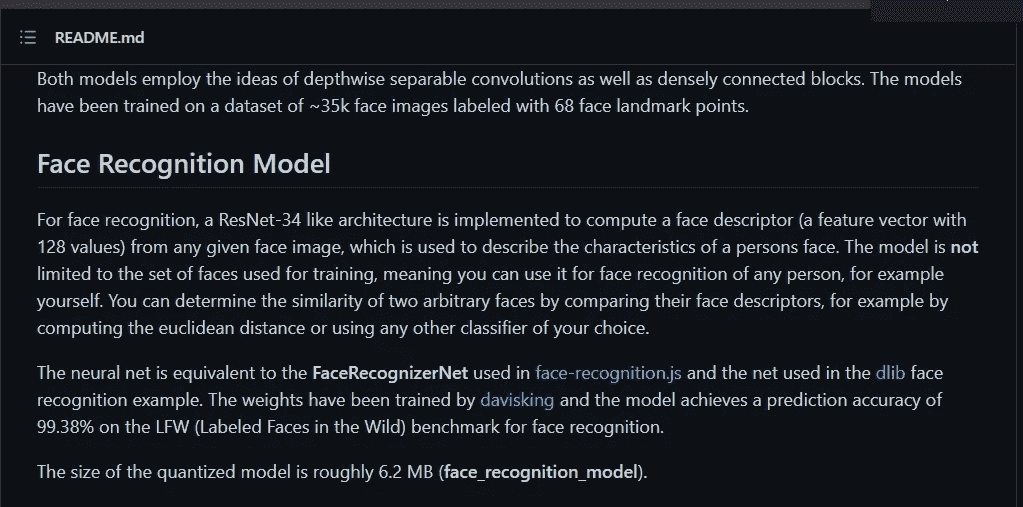 README.md
Both models employ the ideas of depthwise separable convolutions as well as densely connected blocks. The models
have been trained on a dataset of ~35k face images labeled with 68 face landmark points.
Face Recognition Model
For face recognition, a ResNet-34 like architecture is implemented to compute a face descriptor (a feature vector with
128 values) from any given face image, which is used to describe the characteristics of a persons face. The model is not
limited to the set of faces used for training, meaning you can use it for face recognition of any person, for example
yourself. You can determine the similarity of two arbitrary faces by comparing their face descriptors, for example by
computing the euclidean distance or using any other classifier of your choice.
The neural net is equivalent to the FaceRecognizerNet used in face-recognition.js and the net used in the dlib face
recognition example. The weights have been trained by davisking and the model achieves a prediction accuracy of
99.38% on the LFW (Labeled Faces in the Wild) benchmark for face recognition.
The size of the quantized model is roughly 6.2 MB (face_recognition_model).